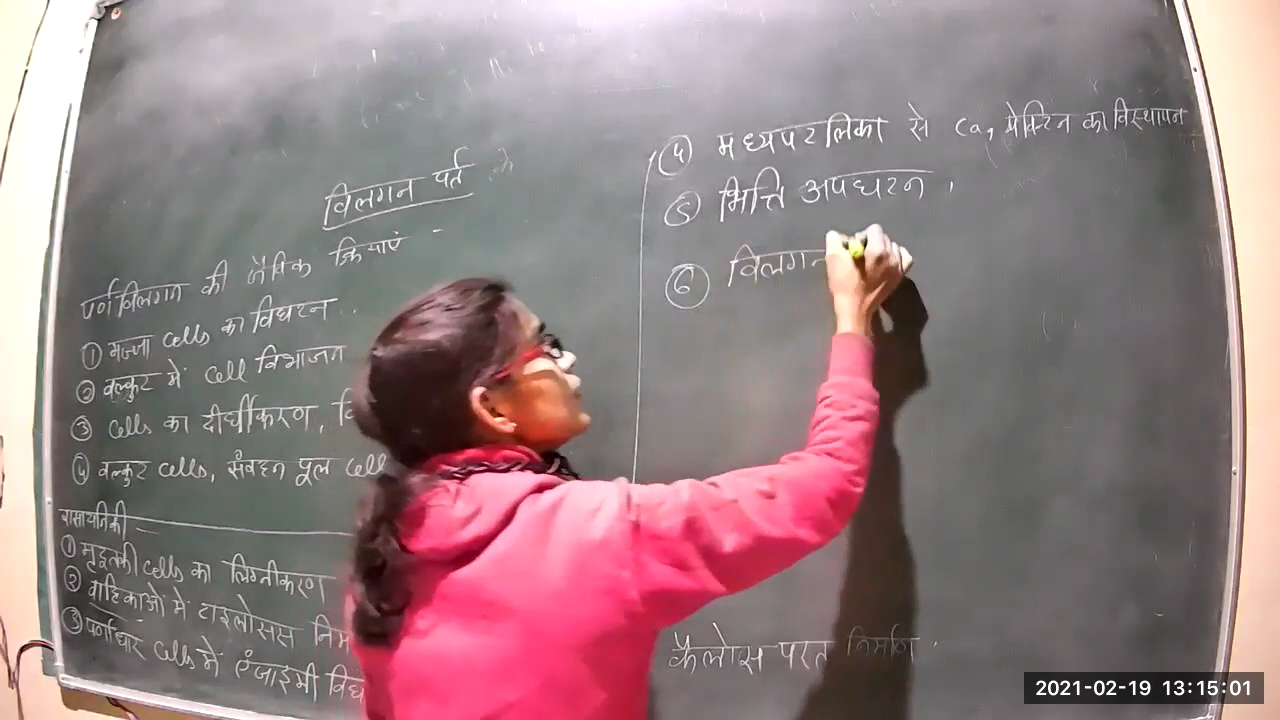 विलगन पर्त के
पर्णविलगन की जैविक क्रियाएं -
① मज्जा Cells का विघटन ..
② वल्कुट में Cell विभाजन
③ Cells का दीर्घीकरण, वि
④ वल्कुट Cells, संवहन पूल Cell
रासायनिकी
① मृदुतकी Cells का लिग्नीकरण
② वाहिकाओं में टाइलोसस निर्म
③ पर्णाधार Cells में एंजाइमी विघ
④ मध्यपटलिका से Ca, पेक्टिन का विस्थापन
⑤ भित्ति अपघटन ,
⑥ विलगन
कैलोस परत निर्माण .
2021-02-19 13:15:01